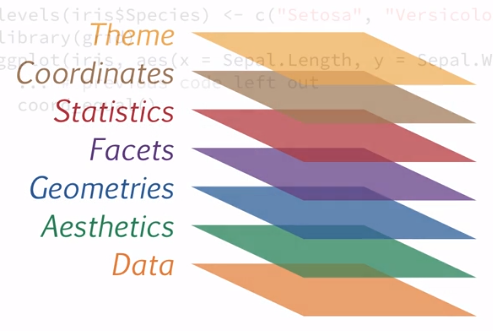 levels(iris$Species) <- c("Setosa", "Versicolo
library(gri
Theme
ggplot(iris, aes(x = Sepal.Length, y = Sepal.W
Coordinates
... previous code left out
Statistics
Facets
Geometries
Aesthetics
Data